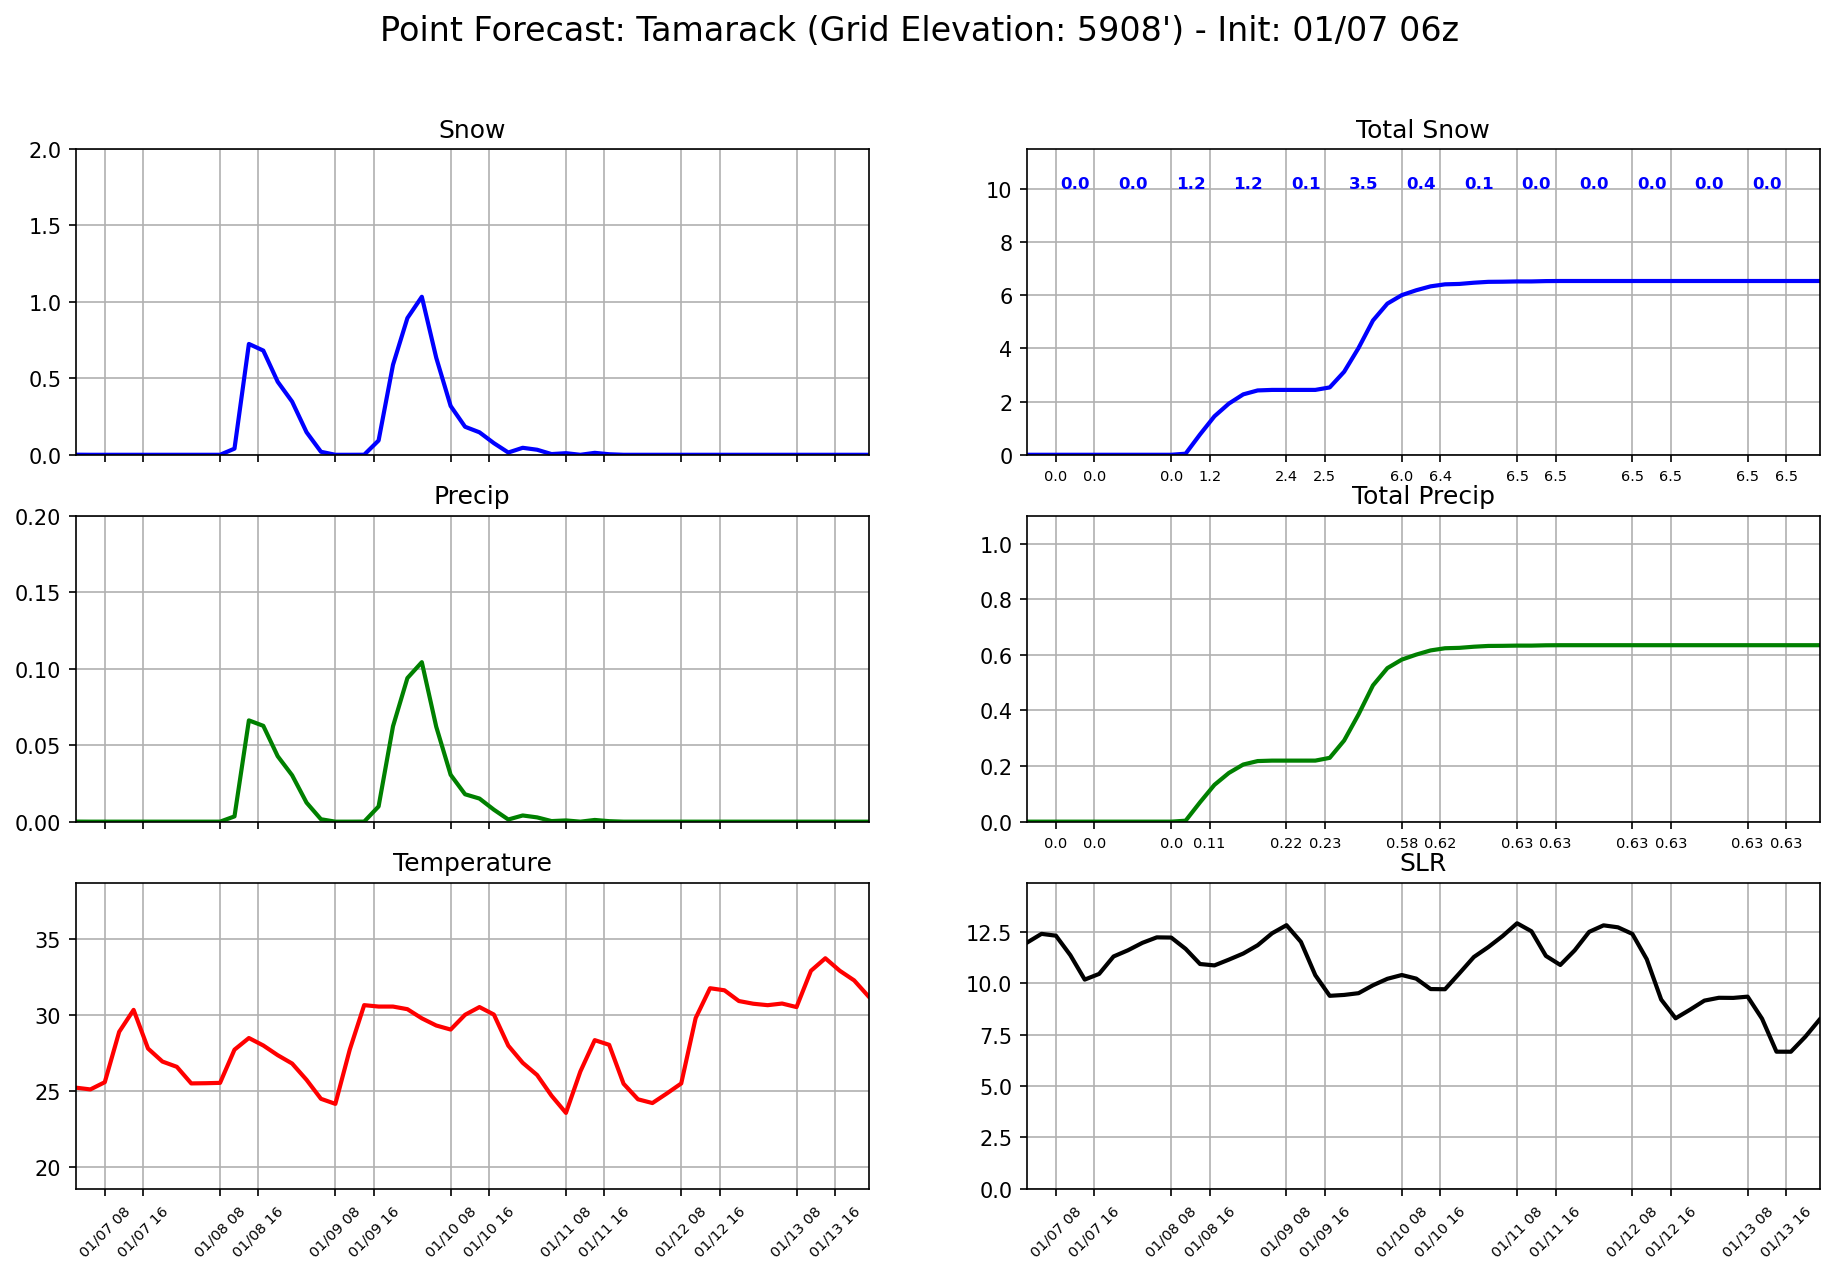 Point Forecast: Tamarack (Grid Elevation: 5908') - Init: 01/07 06z
Snow
2.0
1.5
1.0
0.5
0.0
Total Snow
0.0 0.0 1.2 1.2 0.1 3.5 0.4 0.1 0.0 0.0 0.0 0.0 0.0
10
8
6
4
2
0
0.0 0.0 0.0 1.2 2.4 2.5 6.0 6.4 6.5 6.5 6.5 6.5 6.5 6.5
Precip
0.20
0.15
0.10
0.05
0.00
Total Precip
1.0
0.8
0.6
0.4
0.2
0.0
0.0 0.0 0.0 0.11 0.22 0.23 0.58 0.62 0.63 0.63 0.63 0.63 0.63 0.63
Temperature
35
30
25
20
01/07 08 01/07 16 01/08 08 01/08 16 01/09 08 01/09 16 01/10 08 01/10 16 01/11 08 01/11 16 01/12 08 01/12 16 01/13 08 01/13 16
SLR
12.5
10.0
7.5
5.0
2.5
0.0
01/07 08 01/07 16 01/08 08 01/08 16 01/09 08 01/09 16 01/10 08 01/10 16 01/11 08 01/11 16 01/12 08 01/12 16 01/13 08 01/13 16